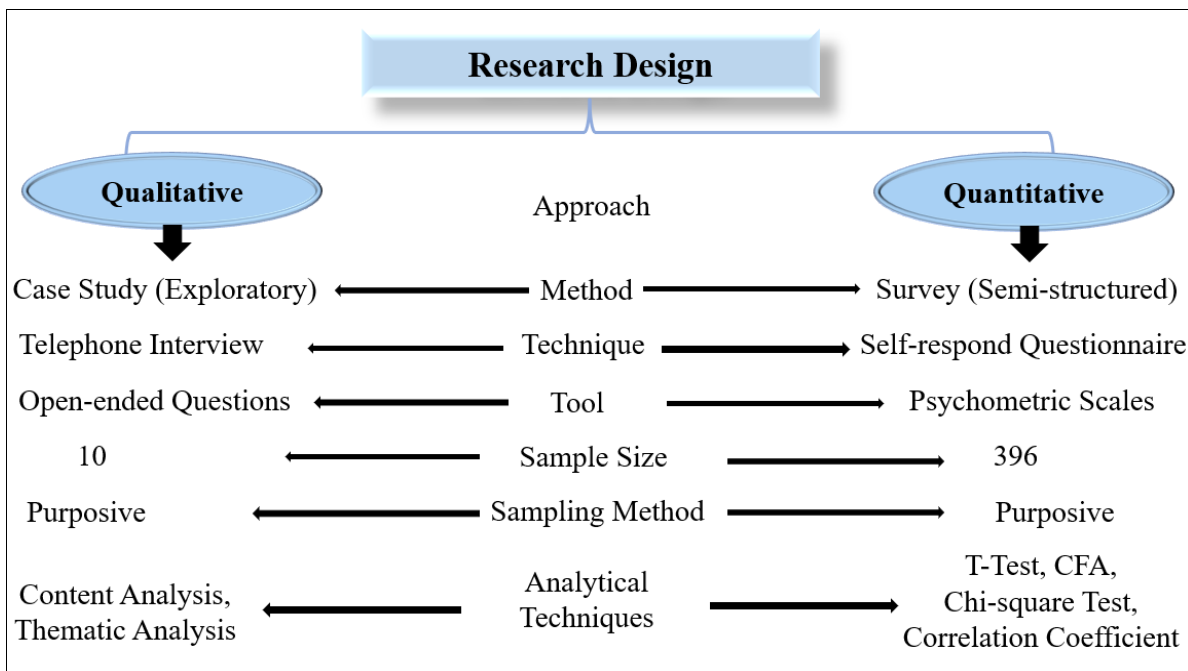 Research Design
Qualitative
Approach
Quantitative
Case Study (Exploratory)
Method
Survey (Semi-structured)
Telephone Interview
Technique
Self-respond Questionnaire
Open-ended Questions
Tool
Psychometric Scales
10
Sample Size
396
Purposive
Sampling Method
Purposive
Content Analysis,
Thematic Analysis
Analytical
Techniques
T-Test, CFA,
Chi-square Test,
Correlation Coefficient